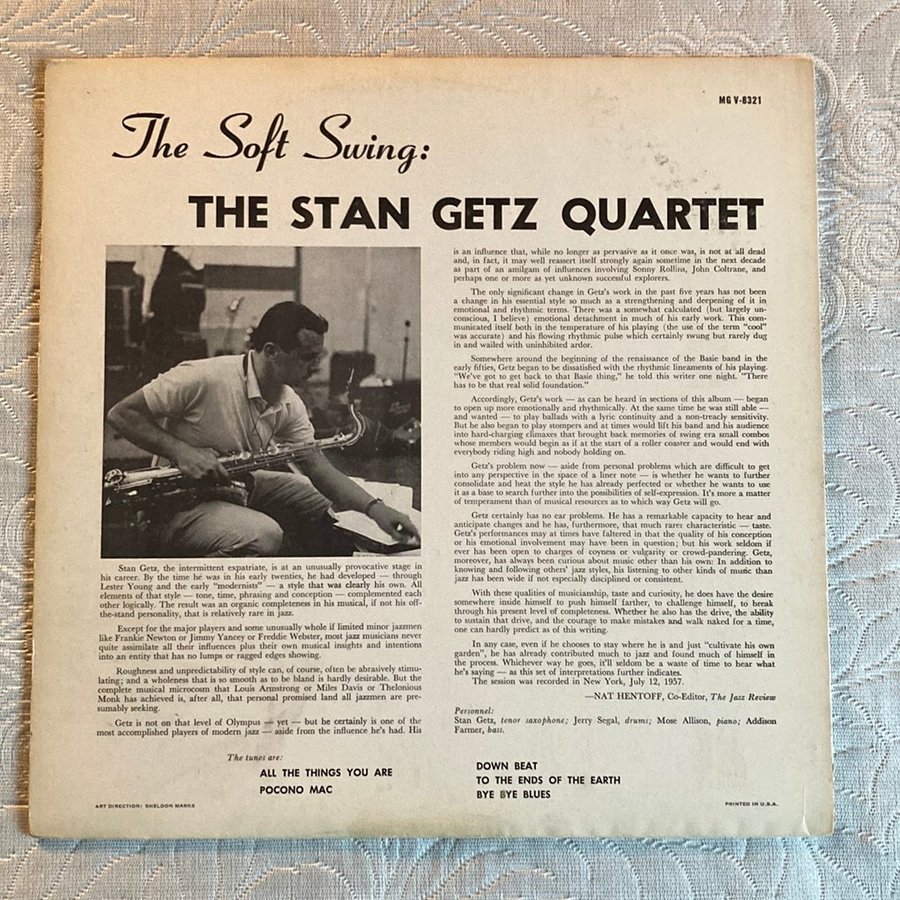 MG V-8321
The Soft Swing:
THE STAN GETZ QUARTET
Stan Getz, the intermittent expatriate, is at an unusually provocative stage in
his career. By the time he was in his early twenties, he had developed — through
Lester Young and the early "modernists" — a style that was clearly his own. All
elements of that style — tone, time, phrasing and conception — complemented each
other logically. The result was an organic completeness in his musical, if not his off-
the-stand personality, that is relatively rare in jazz.
Except for the major players and some unusually whole if limited minor jazzmen
like Frankie Newton or Jimmy Yancey or Freddie Webster, most jazz musicians never
quite assimilate all their influences plus their own musical insights and intentions
into an entity that has no lumps or ragged edges showing.
Roughness and unpredictability of style can, of course, often be abrasively stimu-
lating; and a wholeness that is so smooth as to be bland is hardly desirable. But the
complete musical microcosm that Louis Armstrong or Miles Davis or Thelonious
Monk has achieved is, after all, that personal promised land all jazzmen are pre-
sumably seeking.
Getz is not on that level of Olympus — yet — but he certainly is one of the
most accomplished players of modern jazz — aside from the influence he's had. His
is an influence that, while no longer as pervasive as it once was, is not at all dead
and, in fact, it may well reassert itself strongly again sometime in the next decade
as part of an amilgam of influences involving Sonny Rollins, John Coltrane, and
perhaps one or more as yet unknown successful explorers.
The only significant change in Getz's work in the past five years has not been
a change in his essential style so much as a strengthening and deepening of it in
emotional and rhythmic terms. There was a somewhat calculated (but largely un-
conscious, I believe) emotional detachment in much of his early work. This com-
municated itself both in the temperature of his playing (the use of the term "cool"
was accurate) and his flowing rhythmic pulse which certainly swung but rarely dug
in and wailed with uninhibited ardor.
Somewhere around the beginning of the renaissance of the Basie band in the
early fifties, Getz began to be dissatisfied with the rhythmic lineaments of his playing.
"We've got to get back to that Basie thing," he told this writer one night. "There
has to be that real solid foundation."
Accordingly, Getz's work — as can be heard in sections of this album — began
to open up more emotionally and rhythmically. At the same time he was still able —
and wanted — to play ballads with a lyric continuity and a non-treacly sensitivity.
But he also began to play stompers and at times would lift his band and his audience
into hard-charging climaxes that brought back memories of swing era small combos
whose members would begin as if at the start of a roller coaster and would end with
everybody riding high and nobody holding on.
Getz's problem now — aside from personal problems which are difficult to get
into any perspective in the space of a liner note — is whether he wants to further
consolidate and heat the style he has already perfected or whether he wants to use
it as a base to search further into the possibilities of self-expression. It's more a matter
of temperament than of musical resources as to which way Getz will go.
Getz certainly has no ear problems. He has a remarkable capacity to hear and
anticipate changes and he has, furthermore, that much rarer characteristic — taste.
Getz's performances may at times have faltered in that the quality of his conception
or his emotional involvement may have been in question; but his work seldom if
ever has been open to charges of coyness or vulgarity or crowd-pandering. Getz,
moreover, has always been curious about music other than his own: In addition to
knowing and following others' jazz styles, his listening to other kinds of music than
jazz has been wide if not especially disciplined or consistent.
With these qualities of musicianship, taste and curiosity, he does have the desire
somewhere inside himself to push himself farther, to challenge himself, to break
through his present level of completeness. Whether he also has the drive, the ability
to sustain that drive, and the courage to make mistakes and walk naked for a time,
one can hardly predict as of this writing.
In any case, even if he chooses to stay where he is and just "cultivate his own
garden", he has already contributed much to jazz and found much of himself in
the process. Whichever way he goes, it'll seldom be a waste of time to hear what
he's saying — as this set of interpretations further indicates.
The session was recorded in New York, July 12, 1957.
—NAT HENTOFF, Co-Editor, The Jazz Review
Personnel:
Stan Getz, tenor saxophone; Jerry Segal, drums; Mose Allison, piano; Addison
Farmer, bass.
The tunes are:
ALL THE THINGS YOU ARE
POCONO MAC
DOWN BEAT
TO THE ENDS OF THE EARTH
BYE BYE BLUES
ART DIRECTION: SHELDON MARKS
PRINTED IN U.S.A.